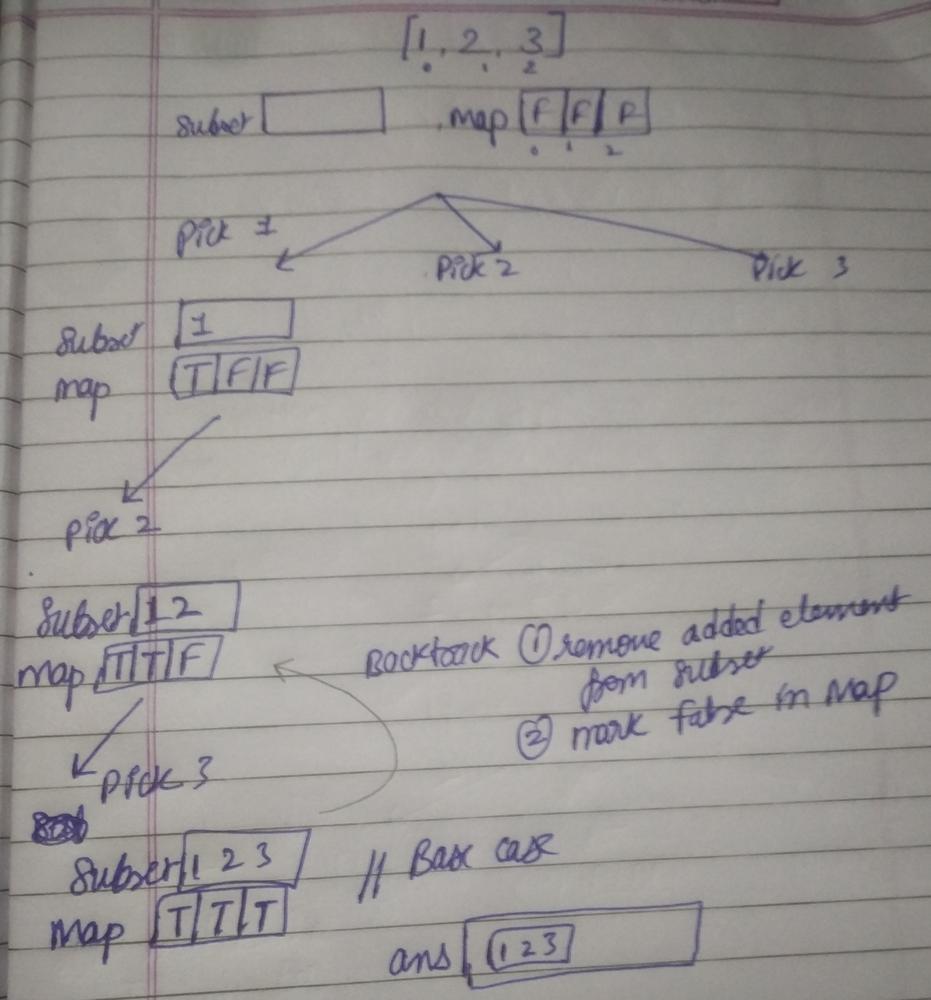 [1, 2, 3]
0 1 2
Subset map F F F
0 1 2
Pick 1
Pick 2 Pick 3
Subset 1
map T F F
Pick 2
Subset 1 2
map T T F
Backtrack ① remove added element
from subset
② mark false in map
Pick 3
Subset 1 2 3 // Base case
map T T T
ans 1 2 3